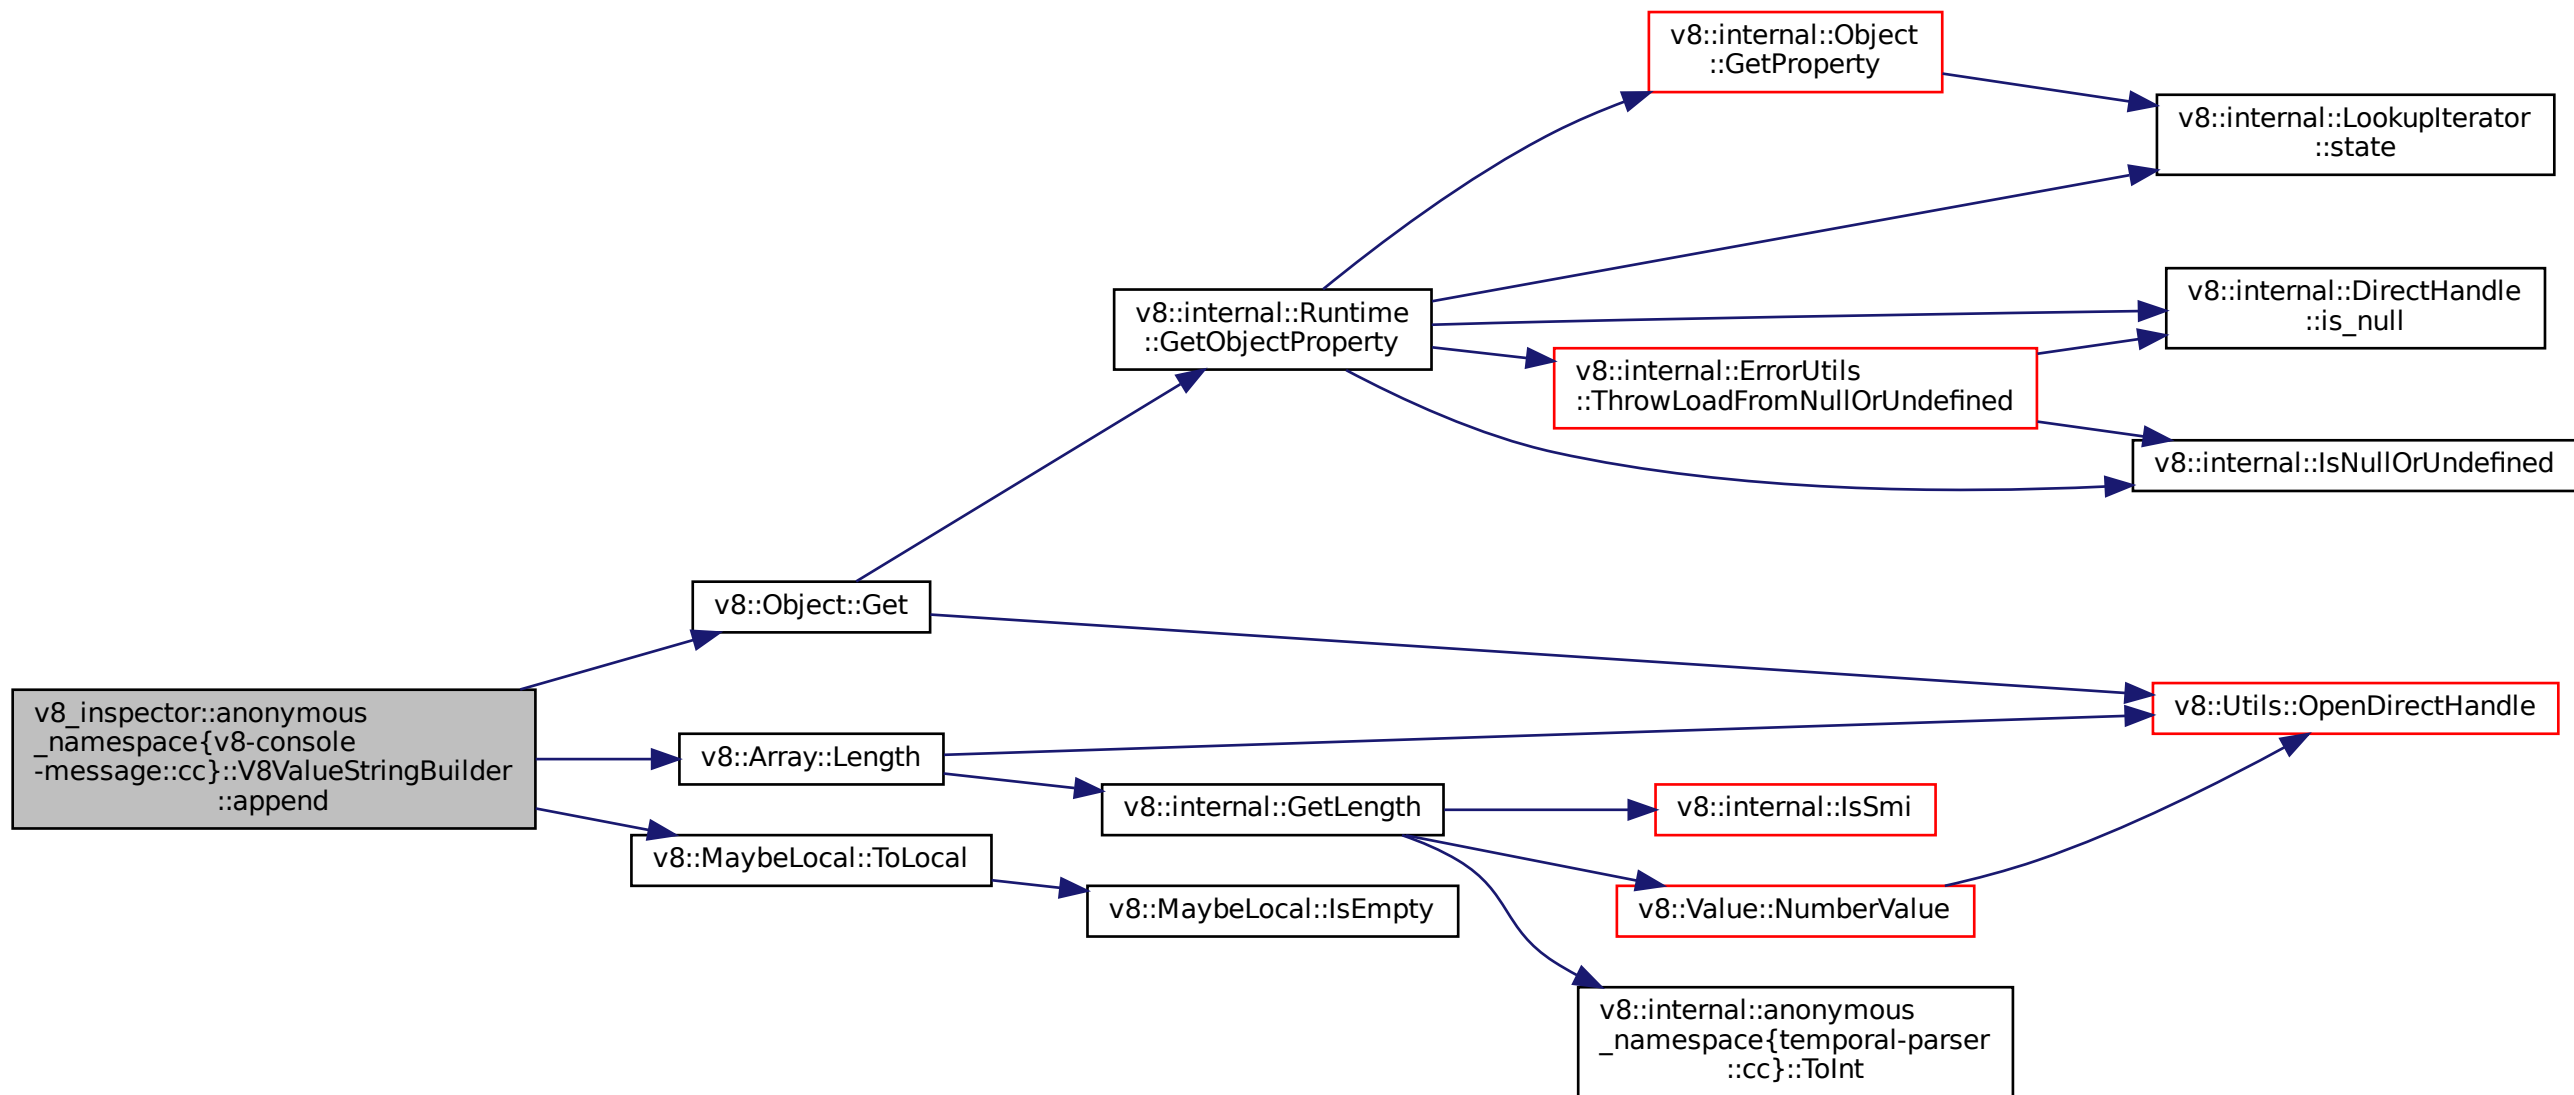 v8::internal::Object
::GetProperty
v8::internal::LookupIterator
::state
v8::internal::DirectHandle
::is_null
v8::internal::Runtime
::GetObjectProperty
v8::internal::ErrorUtils
::ThrowLoadFromNullOrUndefined
v8::internal::IsNullOrUndefined
v8::Object::Get
v8_inspector::anonymous
_namespace{v8-console
-message::cc}::V8ValueStringBuilder
::append
v8::Utils::OpenDirectHandle
v8::Array::Length
v8::internal::GetLength
v8::internal::IsSmi
v8::MaybeLocal::ToLocal
v8::MaybeLocal::IsEmpty
v8::Value::NumberValue
v8::internal::anonymous
_namespace{temporal-parser
::cc}::ToInt